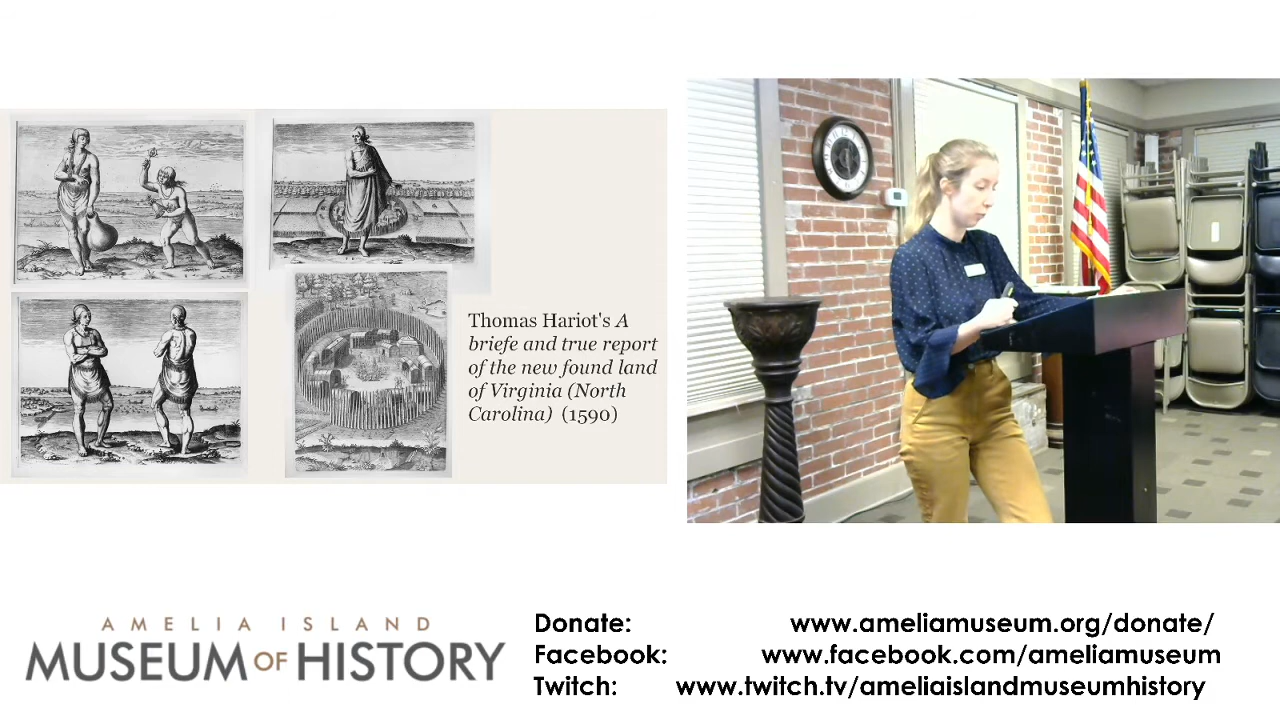 Thomas Hariot's A
briefe and true report
of the new found land
of Virginia (North
Carolina) (1590)
AMELIA ISLAND
MUSEUM OF HISTORY
Donate: www.ameliamuseum.org/donate/
Facebook: www.facebook.com/ameliamuseum
Twitch: www.twitch.tv/ameliaislandmuseumhistory